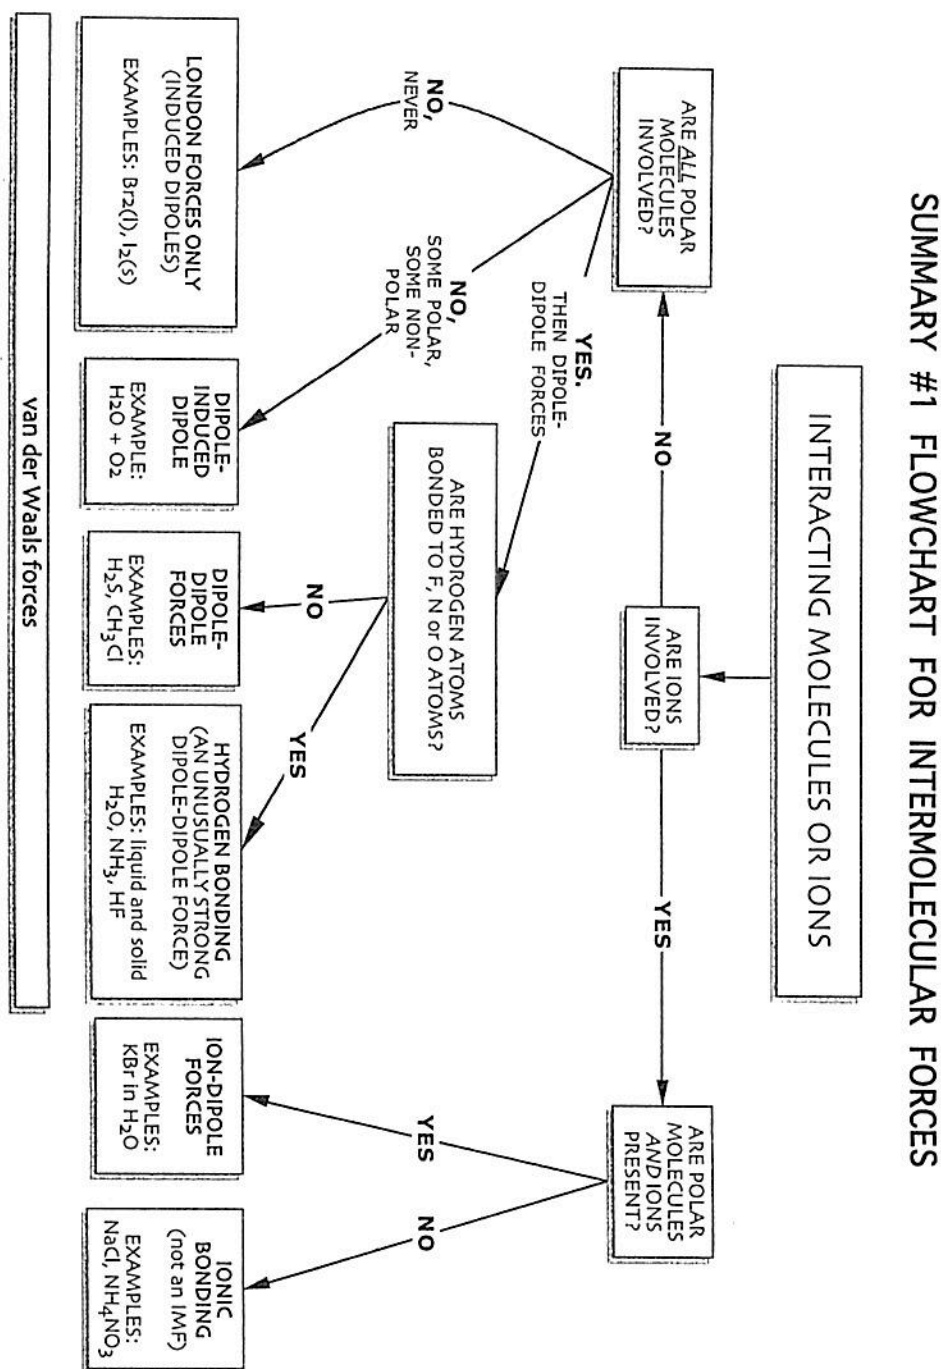 SUMMARY #1 FLOWCHART FOR INTERMOLECULAR FORCES
INTERACTING MOLECULES OR IONS
ARE IONS
INVOLVED?
NO
YES
ARE ALL POLAR
MOLECULES
INVOLVED?
ARE POLAR
MOLECULES
AND IONS
PRESENT?
NO,
NEVER
NO,
SOME POLAR,
SOME NON-
POLAR
YES.
THEN DIPOLE-
DIPOLE FORCES
ARE HYDROGEN ATOMS
BONDED TO F, N or O ATOMS?
NO
YES
YES
NO
LONDON FORCES ONLY
(INDUCED DIPOLES)
EXAMPLES: Br2(l), I2(s)
DIPOLE-
INDUCED
DIPOLE
EXAMPLE:
H2O + O2
DIPOLE-
DIPOLE
FORCES
EXAMPLES:
H2S, CH3Cl
HYDROGEN BONDING
(AN UNUSUALLY STRONG
DIPOLE-DIPOLE FORCE)
EXAMPLES: liquid and solid
H2O, NH3, HF
ION-DIPOLE
FORCES
EXAMPLES:
KBr in H2O
IONIC
BONDING
(not an IMF)
EXAMPLES:
NaCl, NH4NO3
van der Waals forces